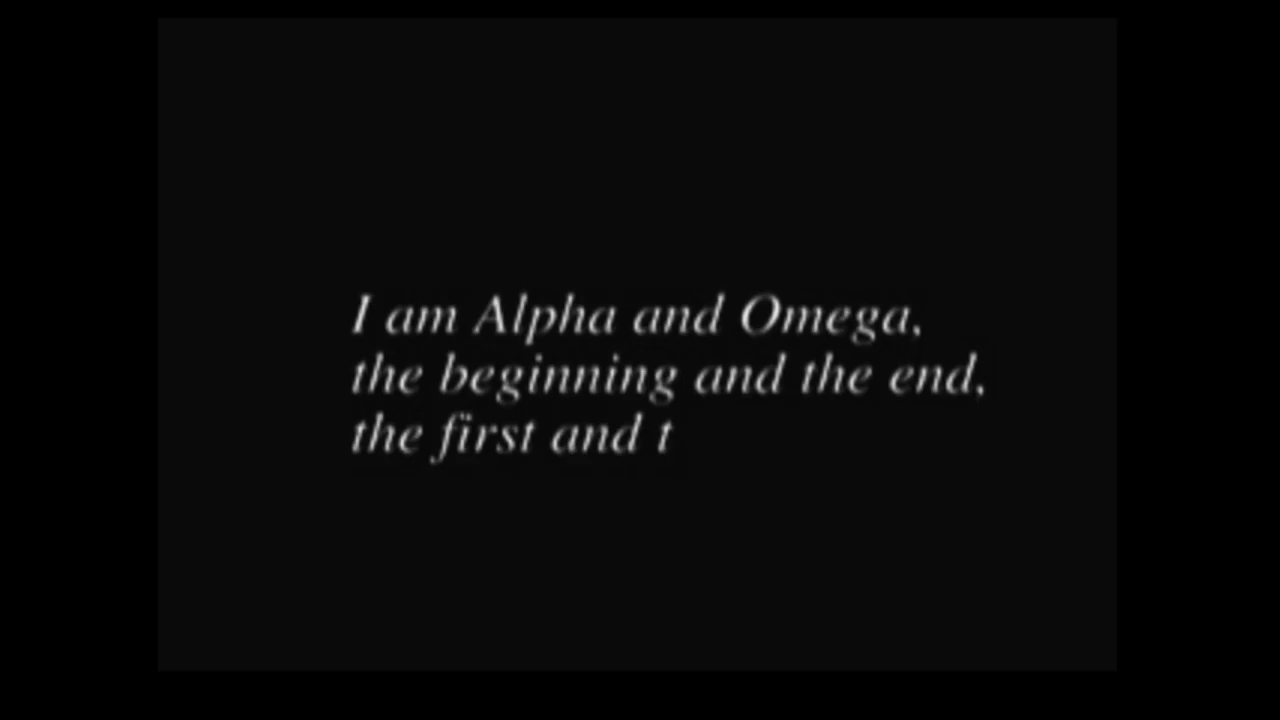 I am Alpha and Omega,
the beginning and the end,
the first and t